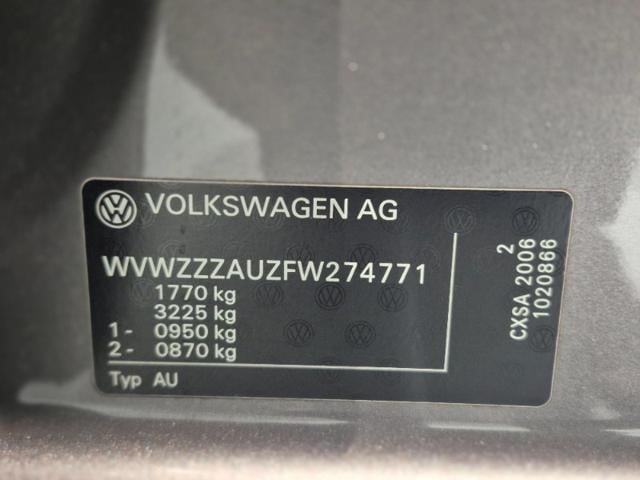 VOLKSWAGEN AG
WVWZZZAUZFW274771
1770 kg
3225 kg
1- 0950 kg
2- 0870 kg
Typ AU
2
CXSA 2006
1020866